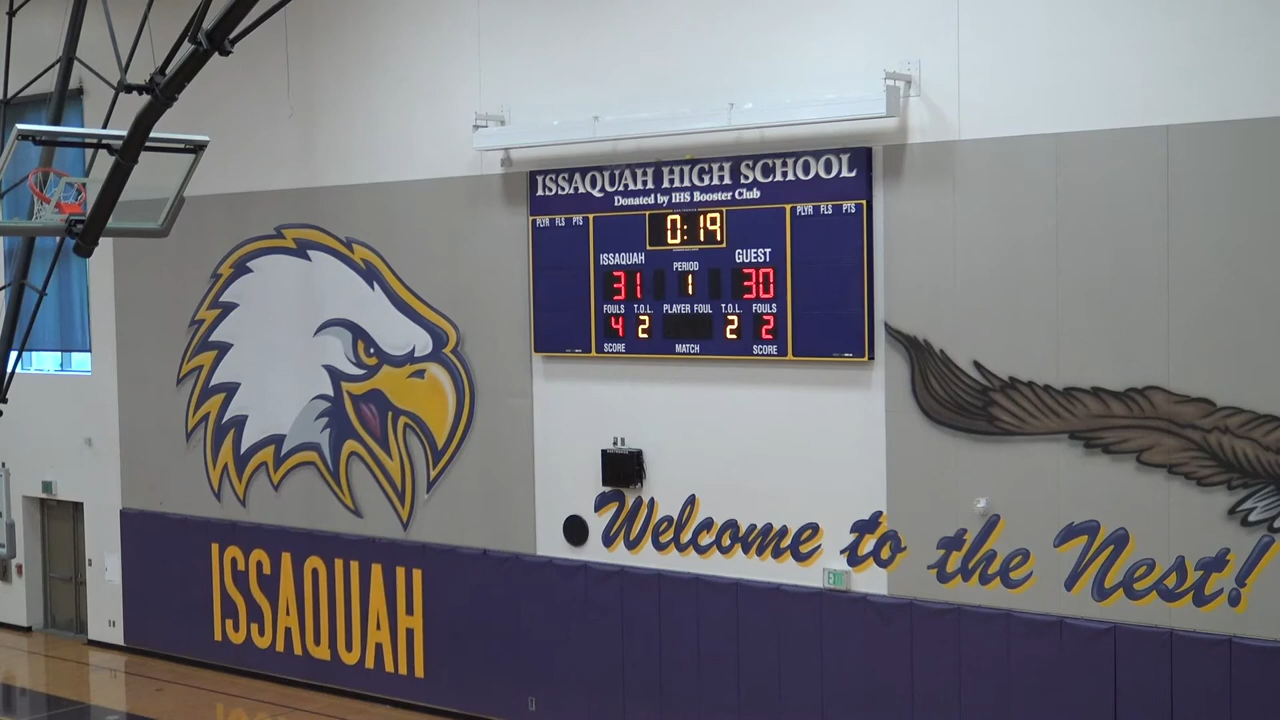 ISSAQUAH HIGH SCHOOL
Donated by IHS Booster Club
PLYR FLS PTS
0:19
PLYR FLS PTS
ISSAQUAH
PERIOD
GUEST
31 1 30
FOULS T.O.L. PLAYER FOUL T.O.L. FOULS
4 2 2 2
SCORE MATCH SCORE
Welcome to the Nest!
EXIT
ISSAQUAH